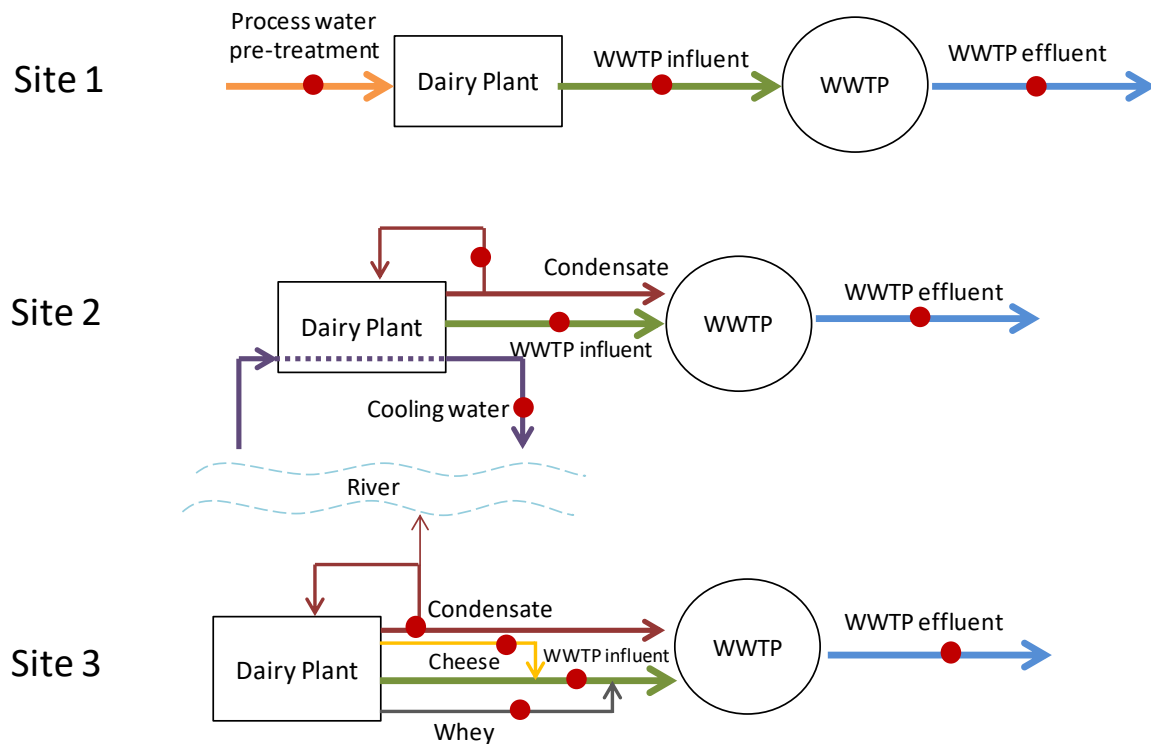 Site 1
Process water
pre-treatment
Dairy Plant
WWTP influent
WWTP
WWTP effluent
Site 2
Dairy Plant
Condensate
WWTP influent
Cooling water
WWTP
WWTP effluent
River
Site 3
Dairy Plant
Condensate
Cheese
WWTP influent
Whey
WWTP
WWTP effluent